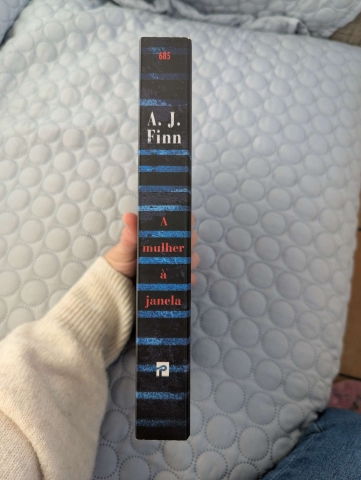 685
A. J.
Finn
A
mulher
à
janela
P